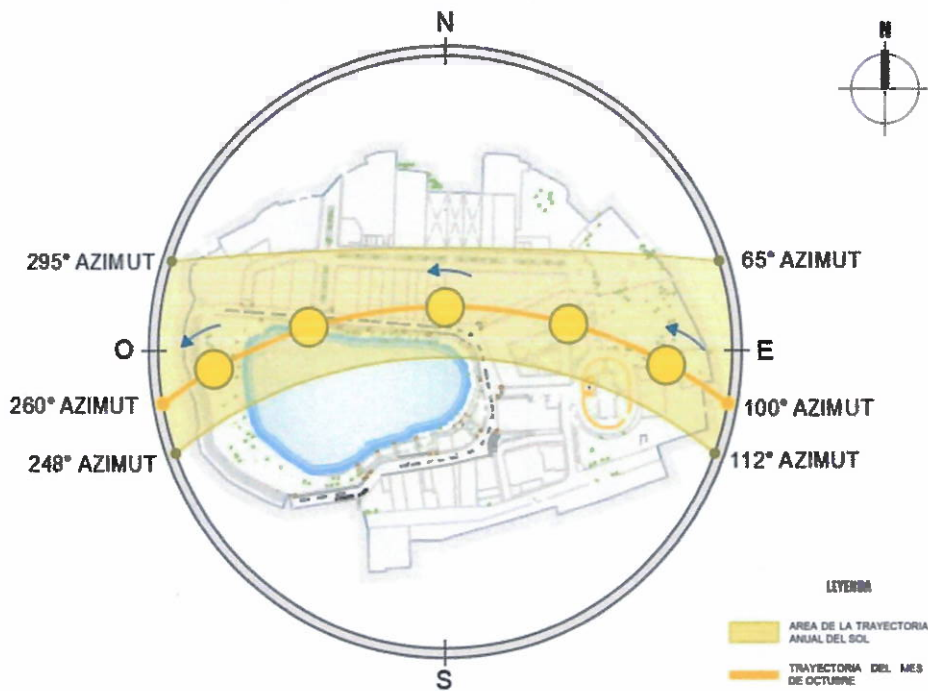 N
N
295° AZIMUT
65° AZIMUT
O
E
260° AZIMUT
100° AZIMUT
248° AZIMUT
112° AZIMUT
S
LEYENDA
AREA DE LA TRAYECTORIA
ANUAL DEL SOL
TRAYECTORIA DEL MES
DE OCTUBRE